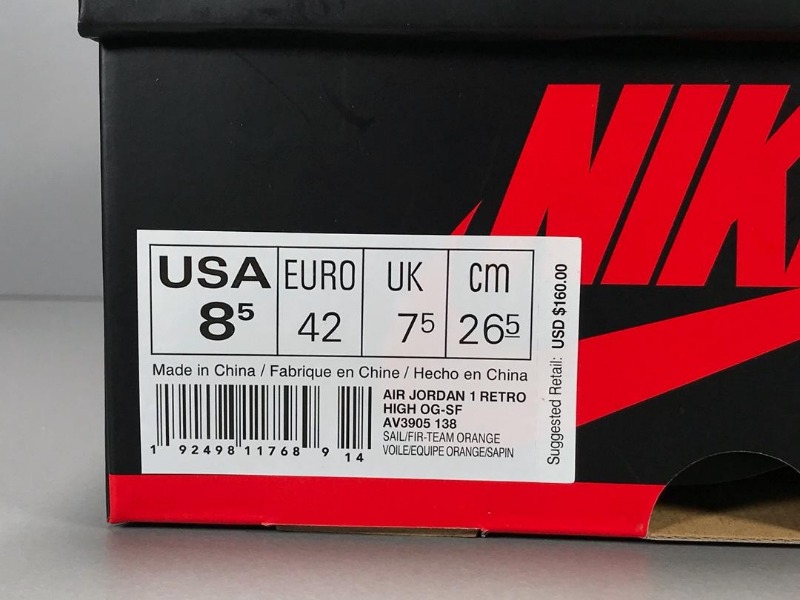 NIK
USA EURO UK cm
8⁵ 42 7⁵ 26⁵
Made in China / Fabrique en Chine / Hecho en China
AIR JORDAN 1 RETRO
HIGH OG-SF
AV3905 138
SAIL/FIR-TEAM ORANGE
VOILE/EQUIPE ORANGE/SAPIN
1 92498 11768 9 14
Suggested Retail: USD $160.00